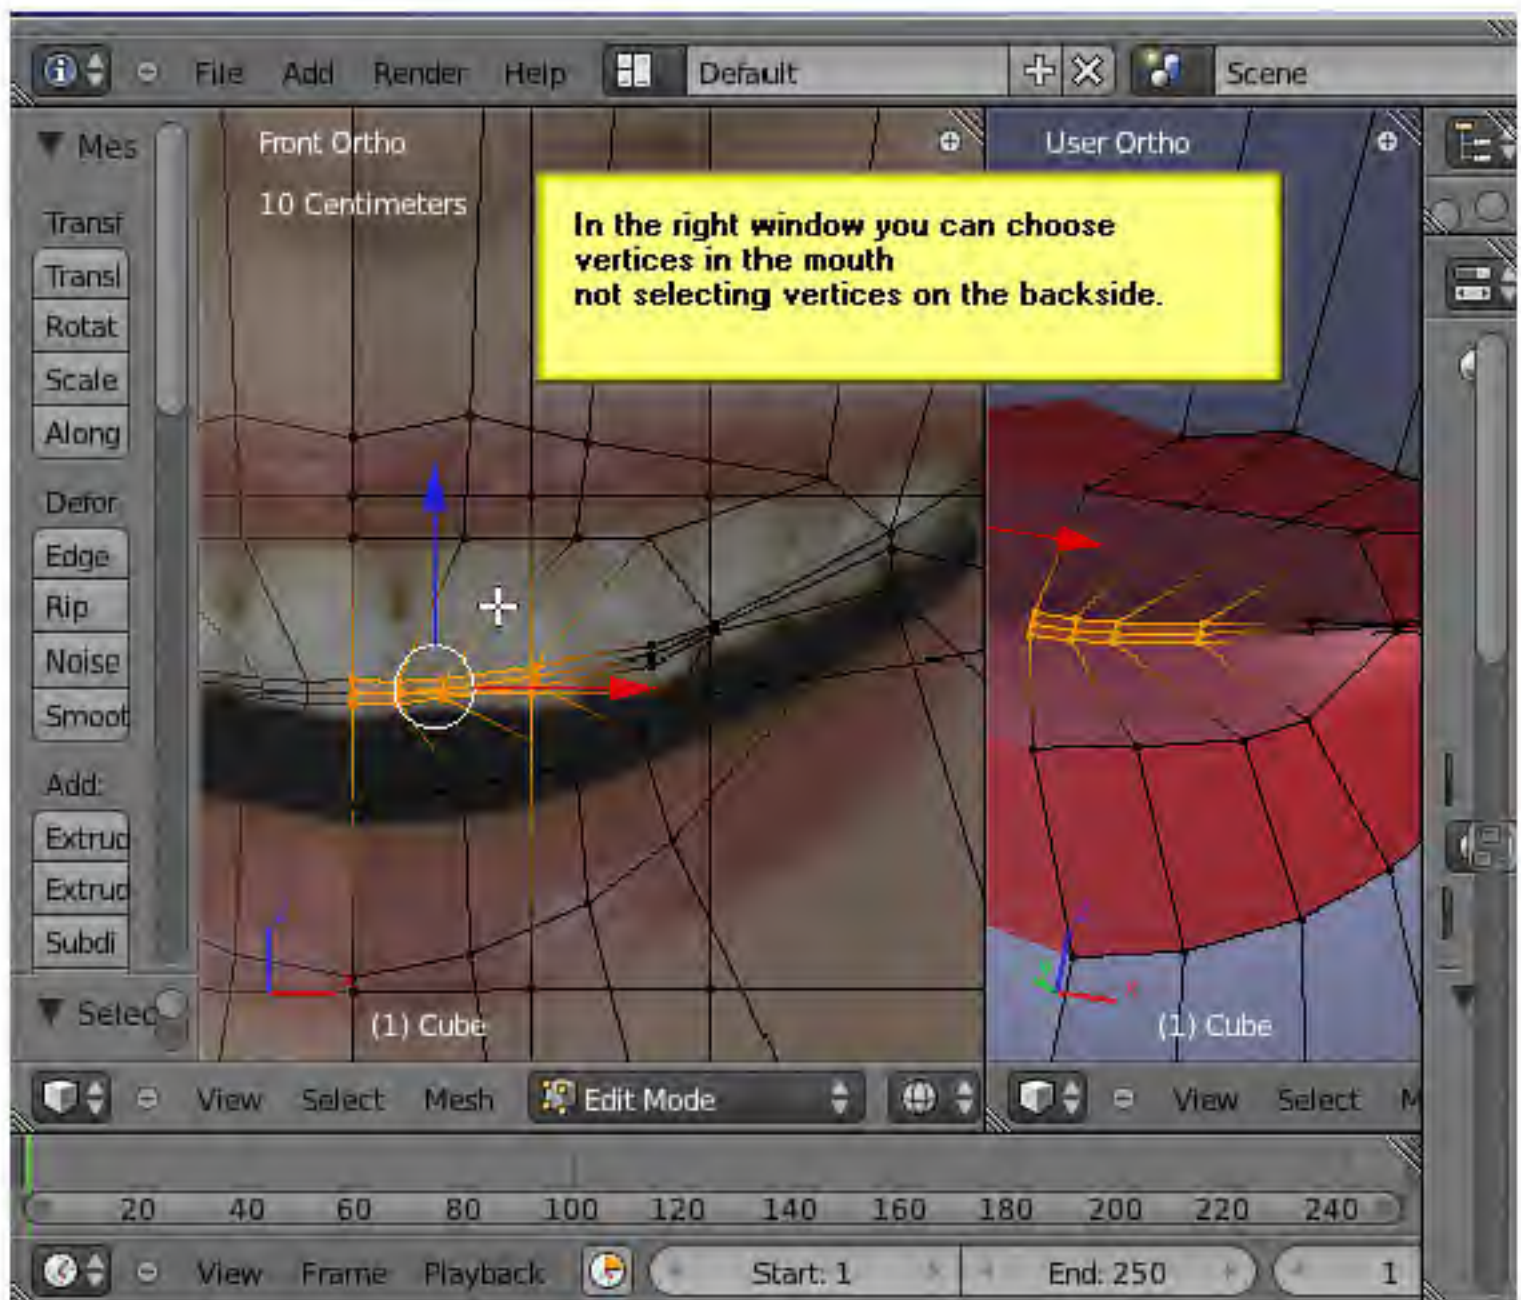 File Add Render Help Default Scene
Mes
Front Ortho
User Ortho
10 Centimeters
In the right window you can choose
vertices in the mouth
not selecting vertices on the backside.
Transf
Transl
Rotat
Scale
Along
Defor
Edge
Rip
Noise
Smoot
Add:
Extrud
Extrud
Subdi
Selec
(1) Cube
(1) Cube
View Select Mesh Edit Mode
View Select M
20 40 60 80 100 120 140 160 180 200 220 240
View Frame Playback Start: 1 End: 250 1